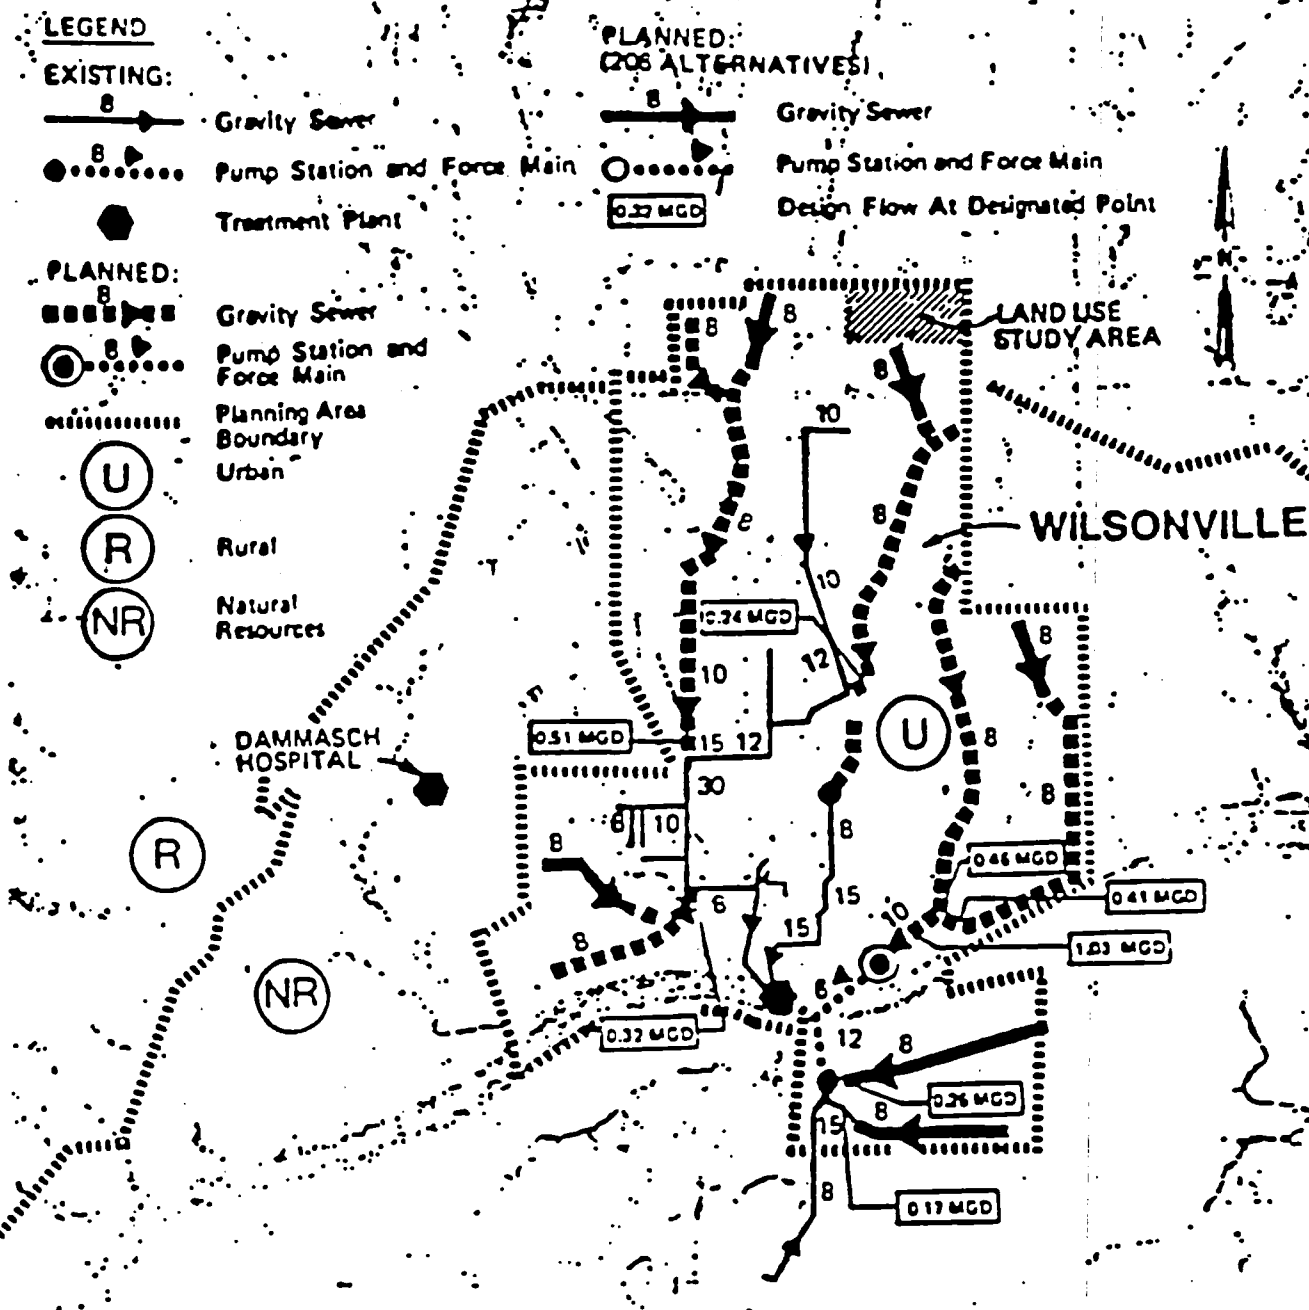 LEGEND
EXISTING:
8
Gravity Sewer
8
Pump Station and Force Main
Treatment Plant
PLANNED:
8
Gravity Sewer
8
Pump Station and
Force Main
Planning Area
Boundary
U
Urban
R
Rural
NR
Natural
Resources
PLANNED:
(208 ALTERNATIVES)
8
Gravity Sewer
Pump Station and Force Main
0.32 MGD
Design Flow At Designated Point
N
LAND USE
STUDY AREA
8
8
8
10
8
8
WILSONVILLE
10
0.24 MGD
8
12
10
0.51 MGD
15
12
U
8
DAMMASCH
HOSPITAL
30
8
6
10
8
8
0.46 MGD
R
6
15
0.41 MGD
10
8
15
1.03 MGD
NR
6
0.32 MGD
12
8
0.26 MGD
8
15
8
0.17 MGD